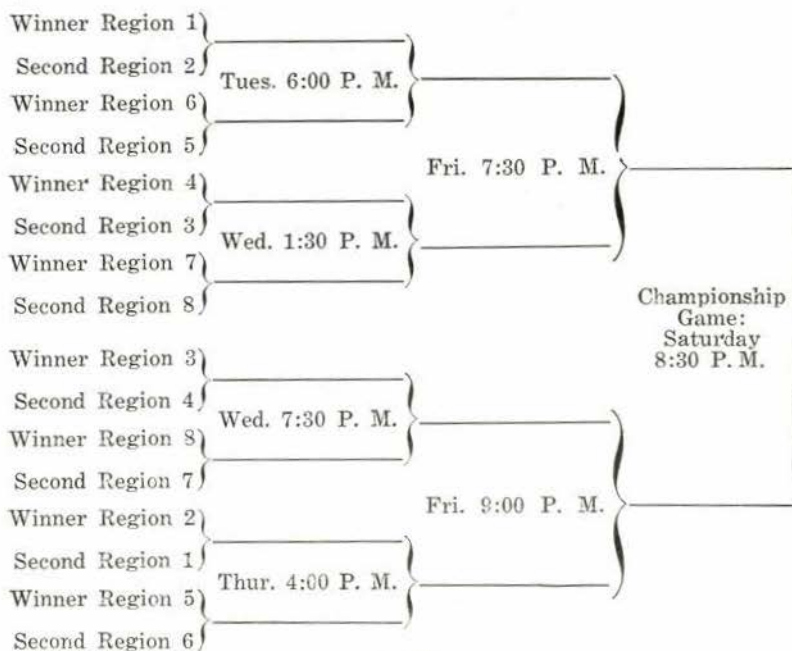 Winner Region 1
Second Region 2
Tues. 6:00 P. M.
Winner Region 6
Second Region 5
Fri. 7:30 P. M.
Winner Region 4
Second Region 3
Wed. 1:30 P. M.
Winner Region 7
Second Region 8
Championship
Game:
Saturday
8:30 P. M.
Winner Region 3
Second Region 4
Wed. 7:30 P. M.
Winner Region 8
Second Region 7
Fri. 9:00 P. M.
Winner Region 2
Second Region 1
Thur. 4:00 P. M.
Winner Region 5
Second Region 6